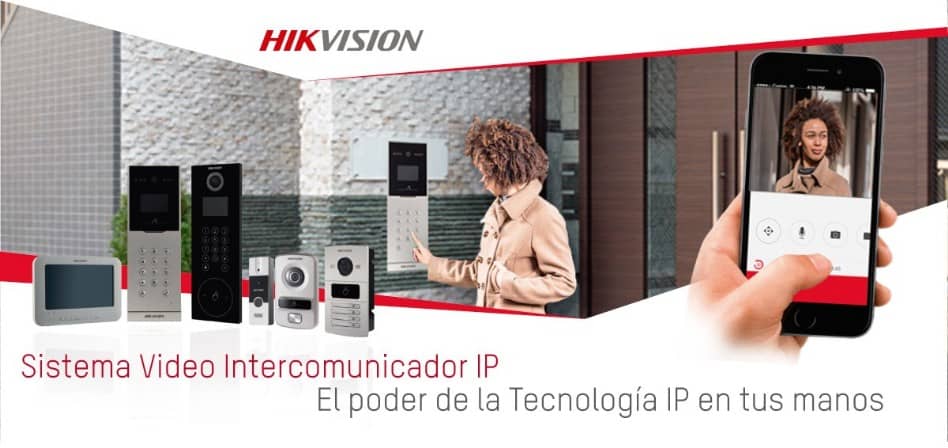 HIKVISION
Sistema Video Intercomunicador IP
El poder de la Tecnología IP en tus manos